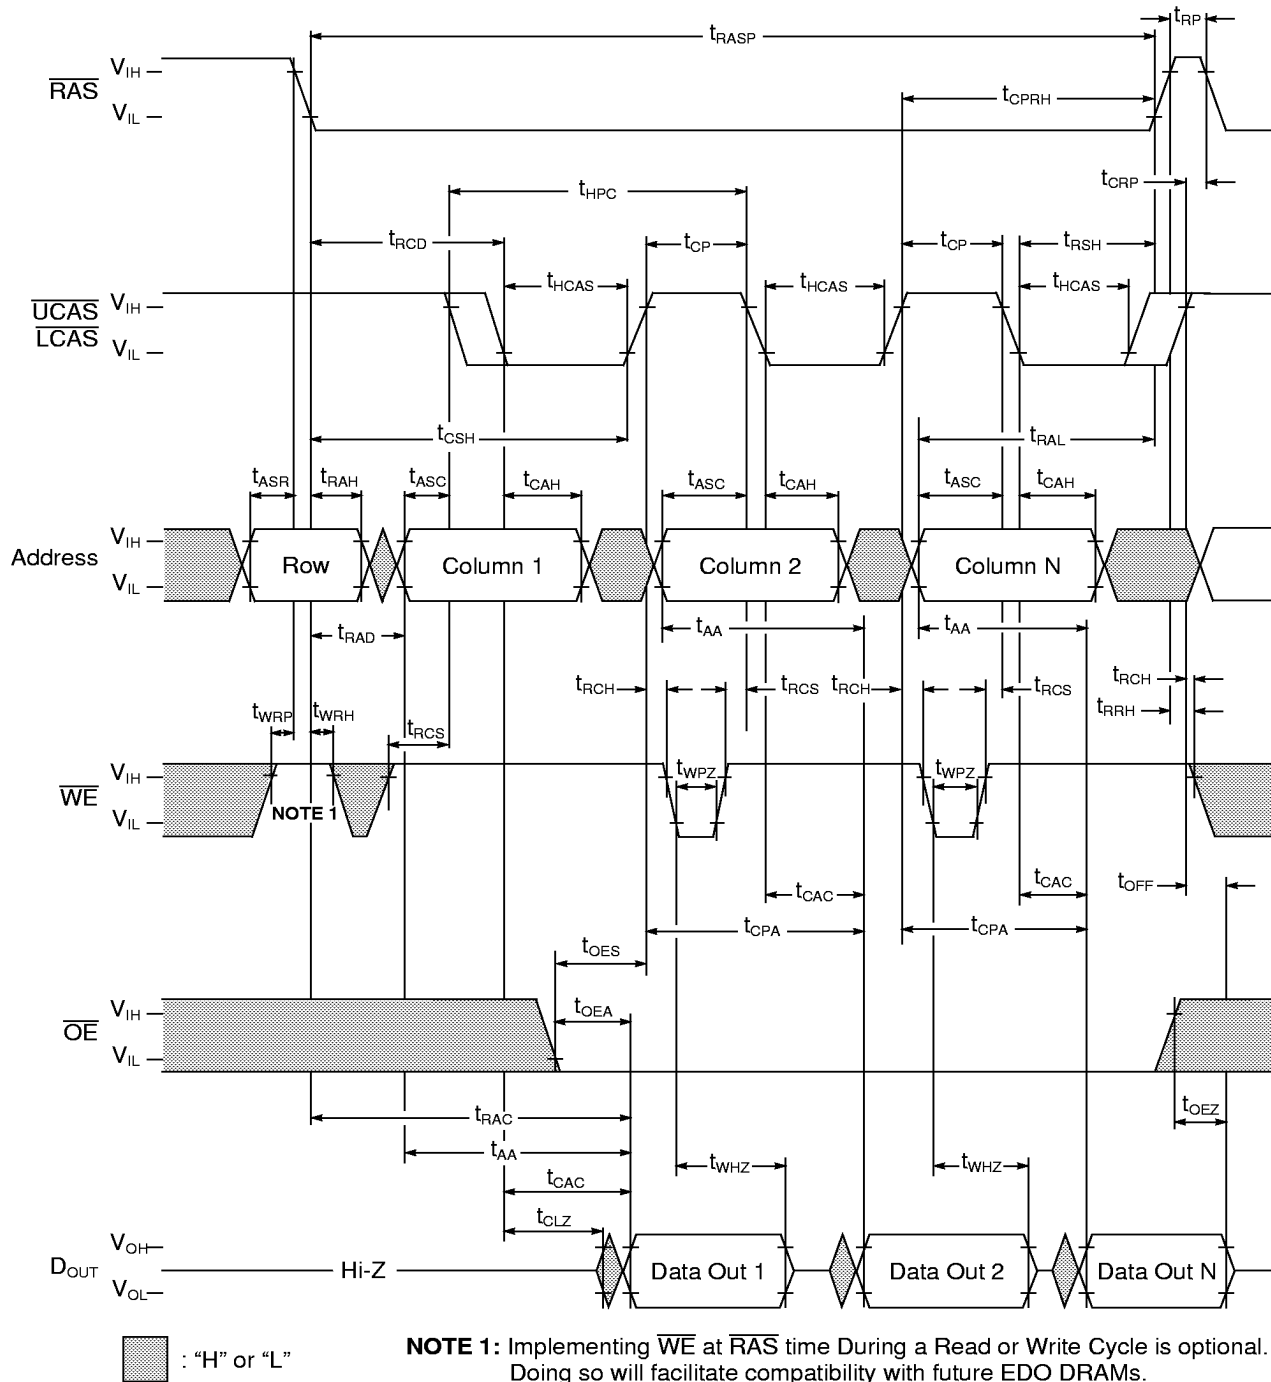 tRP
tRASP
VIH
RAS
tCPRH
VIL
tCRP
tHPC
tRCD tCP tCP tRSH
tHCAS tHCAS tHCAS
UCAS VIH
LCAS VIL
tCSH tRAL
tASR tRAH tASC tCAH tASC tCAH tASC tCAH
VIH
Address Row Column 1 Column 2 Column N
VIL
tRAD tAA tAA
tRCH tRCS tRCH tRCS tRCH
tRRH
tWRP tWRH tRCS
VIH tWPZ tWPZ
WE NOTE 1
VIL
tCAC tCAC tOFF
tCPA tCPA
tOES
VIH tOEA
OE
VIL
tRAC tOEZ
tAA tWHZ tWHZ
tCAC
tCLZ
VOH
DOUT Hi-Z Data Out 1 Data Out 2 Data Out N
VOL
: “H” or “L”
NOTE 1: Implementing WE at RAS time During a Read or Write Cycle is optional.
Doing so will facilitate compatibility with future EDO DRAMs.